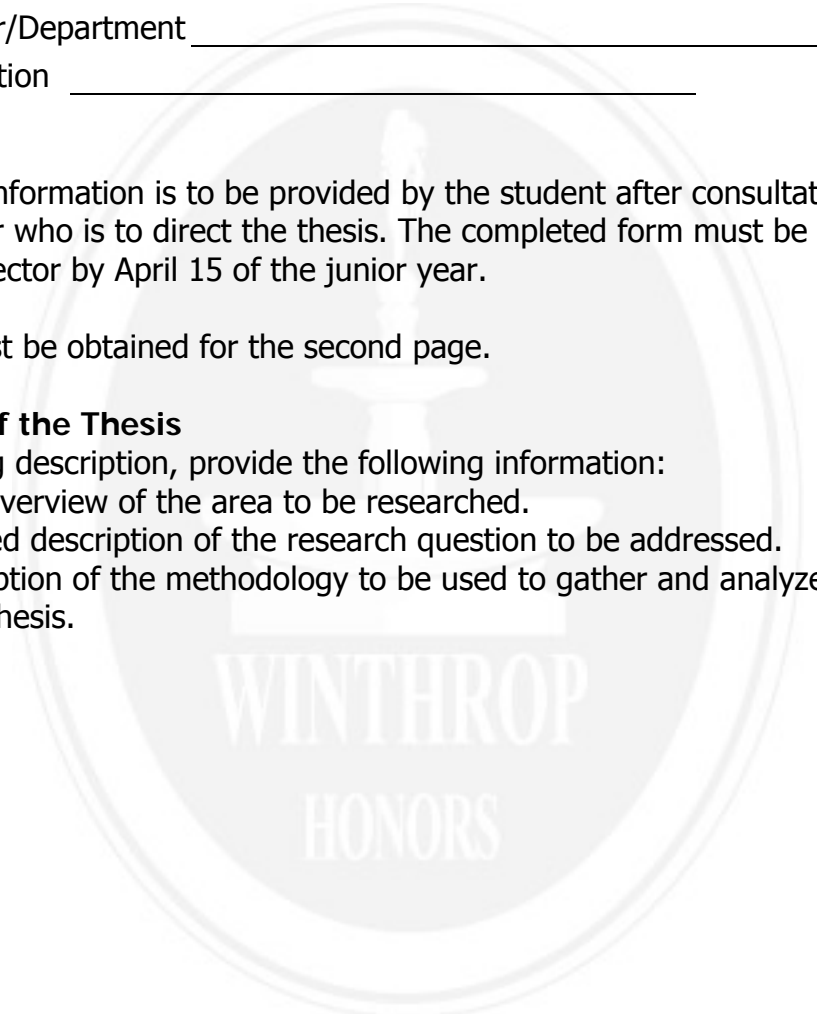 r/Department
tion
nformation is to be provided by the student after consultat
r who is to direct the thesis. The completed form must be
ector by April 15 of the junior year.
st be obtained for the second page.
f the Thesis
g description, provide the following information:
verview of the area to be researched.
ed description of the research question to be addressed.
ption of the methodology to be used to gather and analyze
hesis.
WINTHROP
HONORS